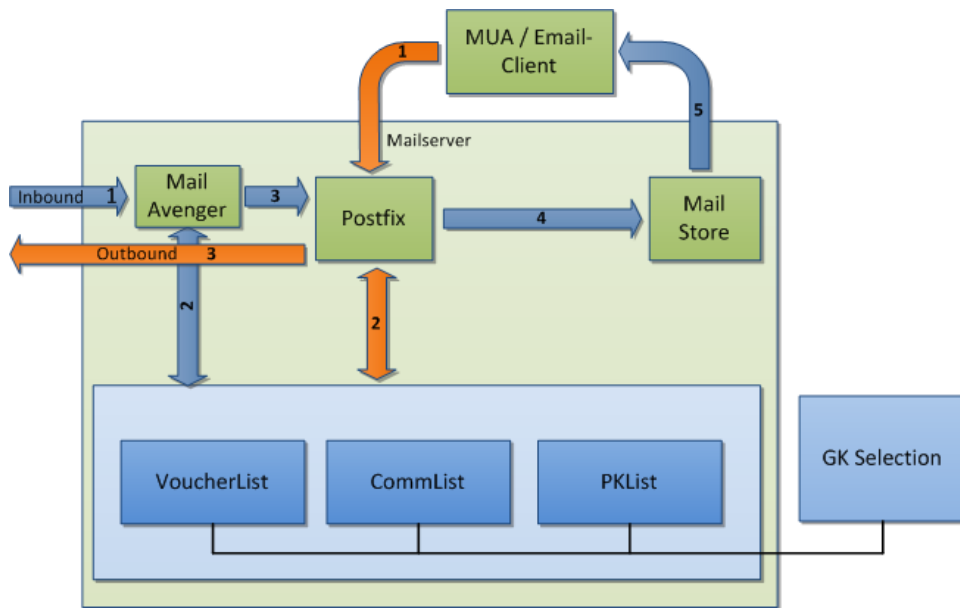 MUA / Email-
Client
1
5
Mailserver
Inbound 1
Mail
Avenger
3
Postfix
4
Mail
Store
Outbound 3
2
2
VoucherList
CommList
PKList
GK Selection